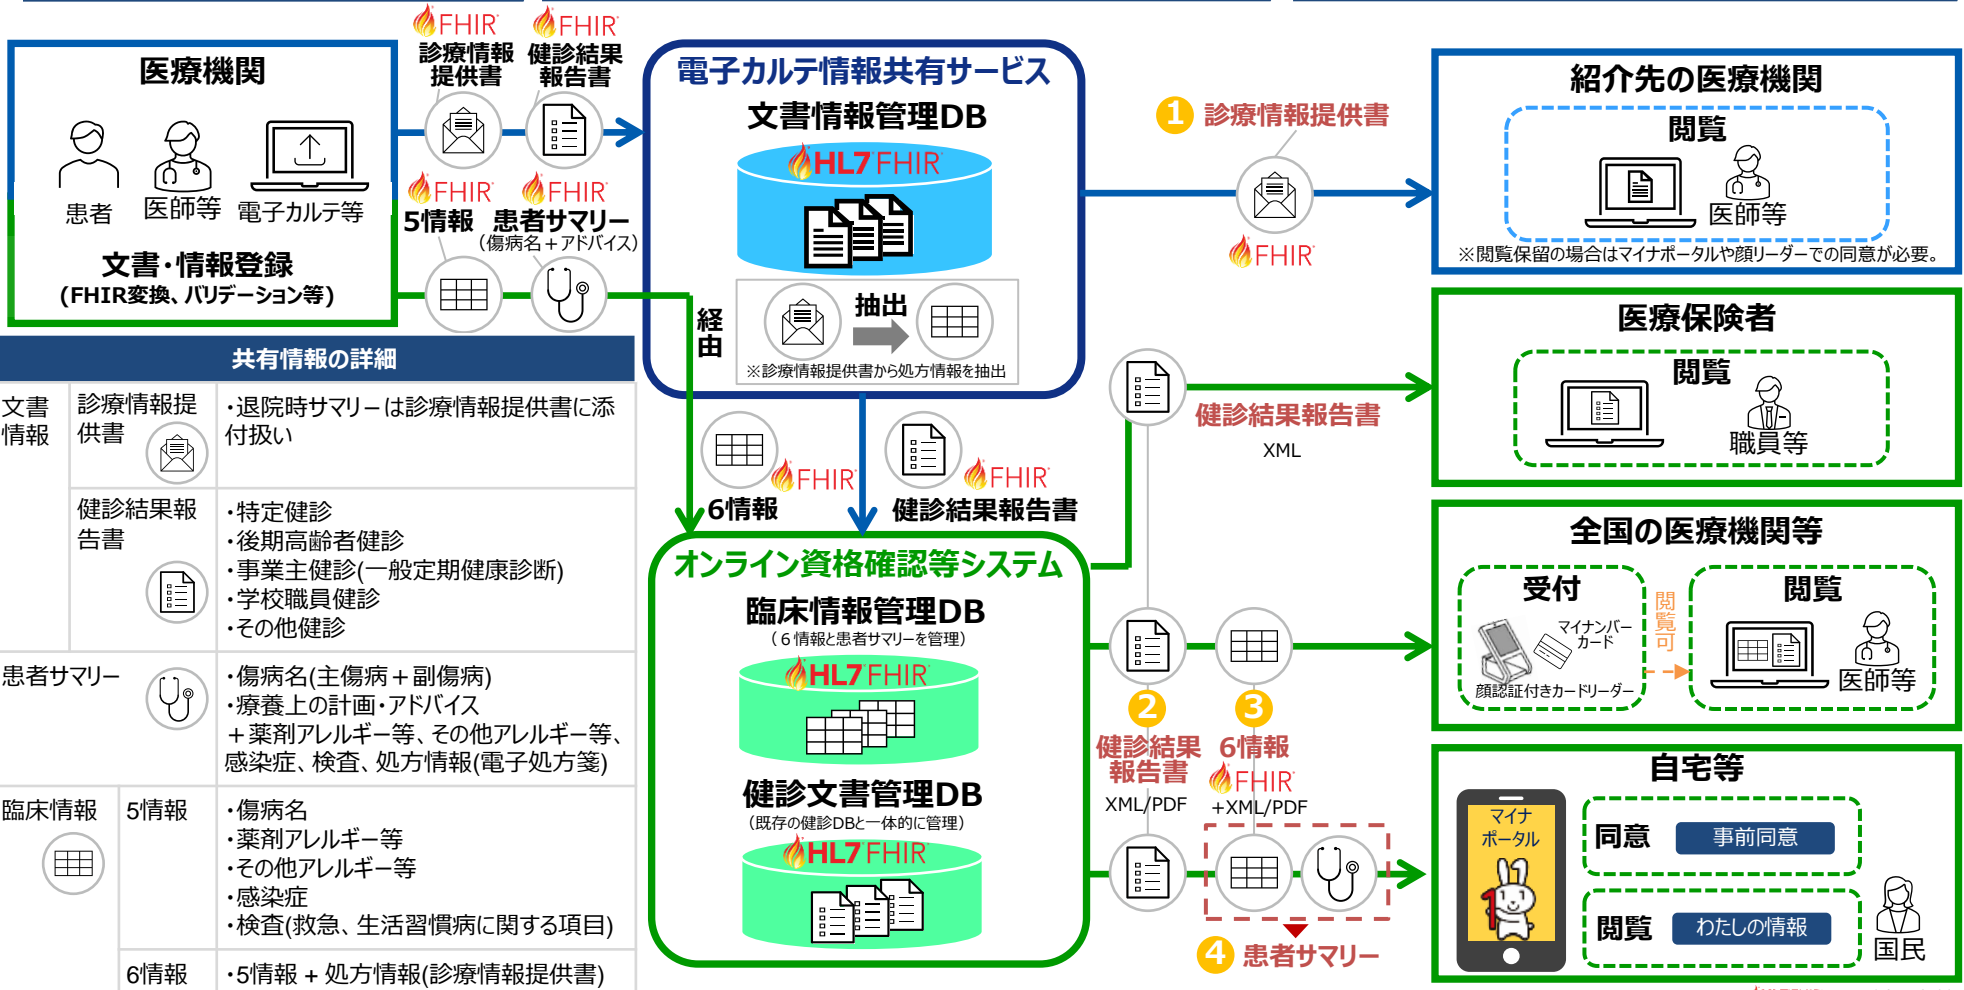 医療機関
患者
医師等
電子カルテ等
文書・情報登録
(FHIR変換、バリデーション等)
FHIR
診療情報
提供書
FHIR
健診結果
報告書
FHIR
5情報
FHIR
患者サマリー
(傷病名+アドバイス)
電子カルテ情報共有サービス
文書情報管理DB
HL7 FHIR
抽出
※診療情報提供書から処方情報を抽出
経由
1 診療情報提供書
FHIR
紹介先の医療機関
閲覧
医師等
※閲覧保留の場合はマイナポータルや顔リーダーでの同意が必要。
医療保険者
閲覧
職員等
健診結果報告書
XML
6情報
FHIR
FHIR
健診結果報告書
オンライン資格確認等システム
臨床情報管理DB
(6情報と患者サマリーを管理)
HL7 FHIR
健診文書管理DB
(既存の健診DBと一体的に管理)
HL7 FHIR
2
健診結果
報告書
XML/PDF
3
6情報
FHIR
+XML/PDF
4 患者サマリー
全国の医療機関等
受付
マイナンバー
カード
顔認証付きカードリーダー
閲覧可
閲覧
医師等
自宅等
マイナ
ポータル
同意
事前同意
閲覧
わたしの情報
国民
共有情報の詳細
文書
情報
診療情報提
供書
・退院時サマリーは診療情報提供書に添
付扱い
健診結果報
告書
・特定健診
・後期高齢者健診
・事業主健診(一般定期健康診断)
・学校職員健診
・その他健診
患者サマリー
・傷病名(主傷病+副傷病)
・療養上の計画・アドバイス
+薬剤アレルギー等、その他アレルギー等、
感染症、検査、処方情報(電子処方箋)
臨床情報
5情報
・傷病名
・薬剤アレルギー等
・その他アレルギー等
・感染症
・検査(救急、生活習慣病に関する項目)
6情報
・5情報 + 処方情報(診療情報提供書)